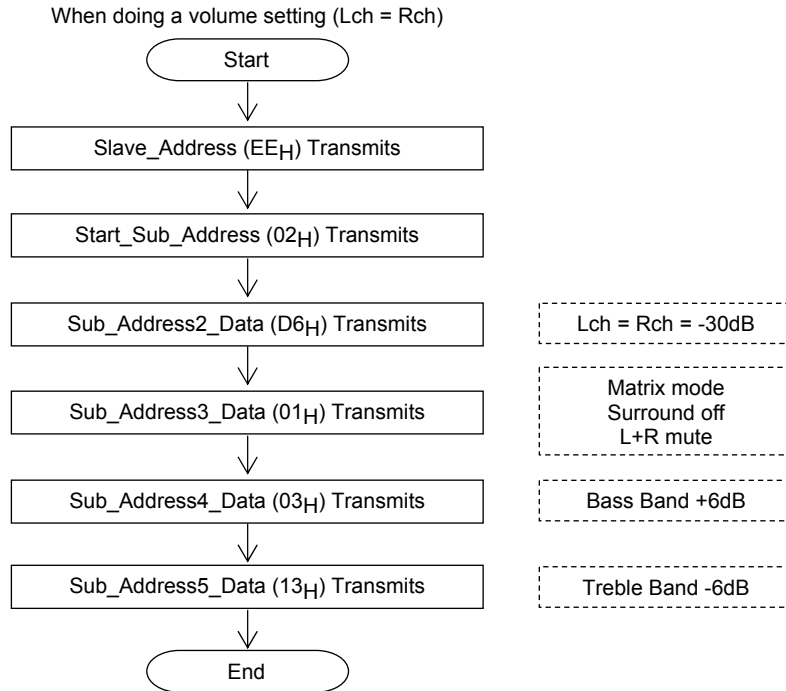 When doing a volume setting (Lch = Rch)
Start
Slave_Address (EEH) Transmits
Start_Sub_Address (02H) Transmits
Sub_Address2_Data (D6H) Transmits
Lch = Rch = -30dB
Sub_Address3_Data (01H) Transmits
Matrix mode
Surround off
L+R mute
Sub_Address4_Data (03H) Transmits
Bass Band +6dB
Sub_Address5_Data (13H) Transmits
Treble Band -6dB
End